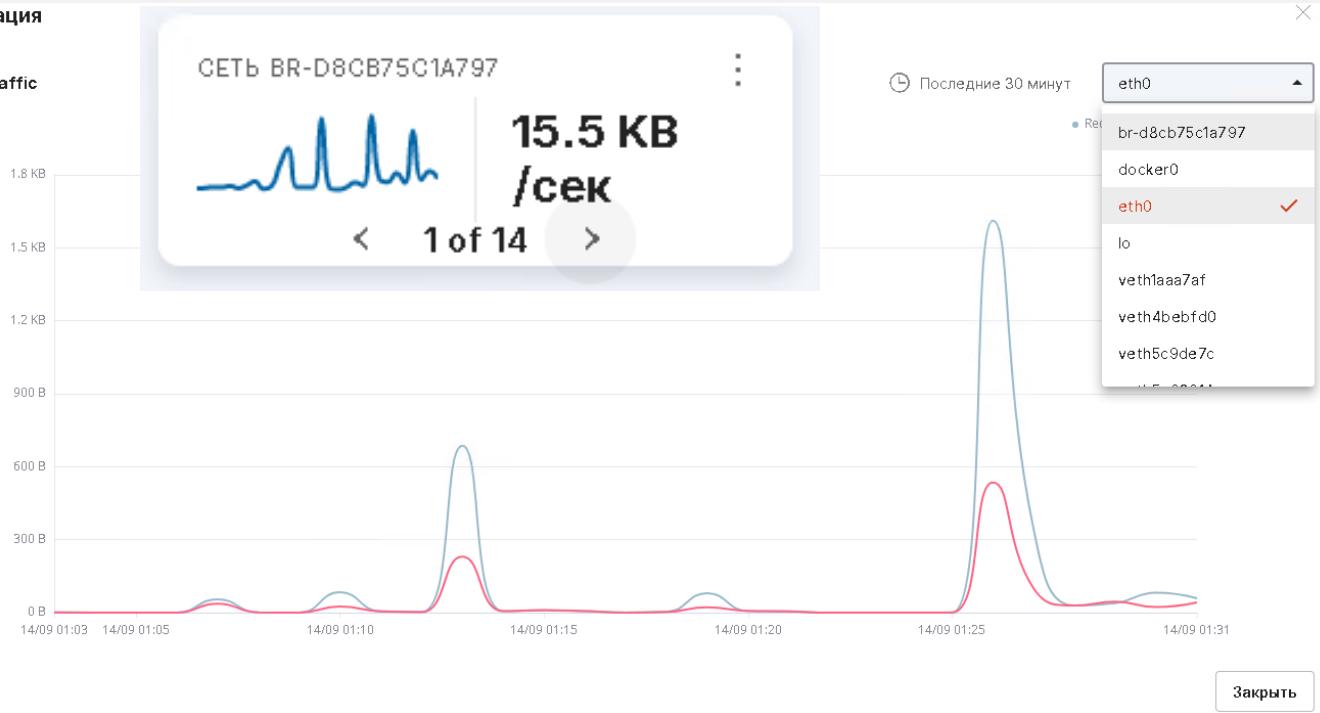 ация
affic
СЕТЬ BR-D8CB75C1A797
15.5 KB
/сек
1 of 14
Последние 30 минут
eth0
br-d8cb75c1a797
docker0
eth0
lo
veth1aaa7af
veth4bebfd0
veth5c9de7c
1.8 KB
1.5 KB
1.2 KB
900 B
600 B
300 B
0 B
14/09 01:03
14/09 01:05
14/09 01:10
14/09 01:15
14/09 01:20
14/09 01:25
14/09 01:31
Закрыть